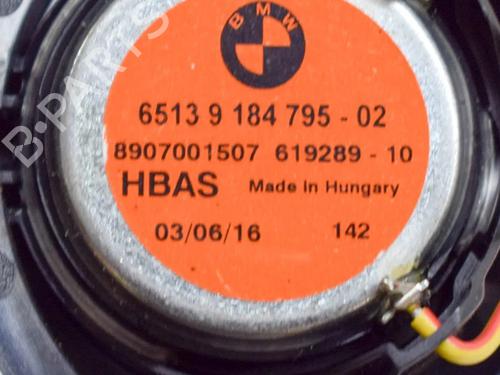 BMW
6513 9 184 795 - 02
8907001507 619289 - 10
HBAS Made in Hungary
03/06/16 142
B-PARTS